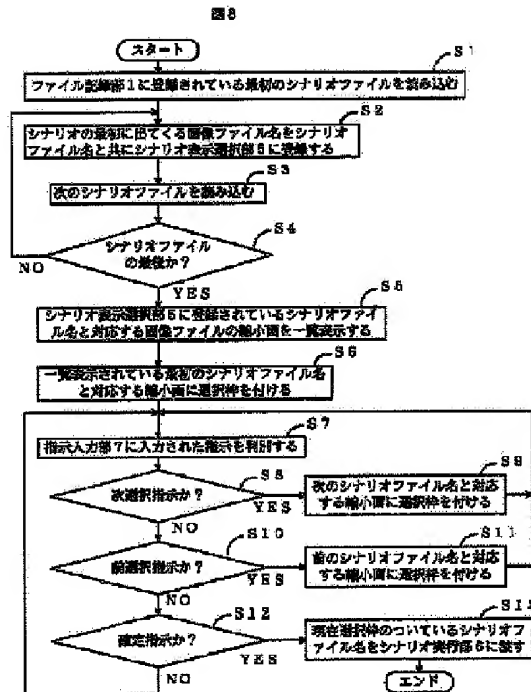 図8
スタート
S1
ファイル記録部1に登録されている最初のシナリオファイルを読み込む
S2
シナリオの最初に出てくる画像ファイル名をシナリオ
ファイル名と共にシナリオ表示選択部5に登録する
S3
次のシナリオファイルを読み込む
S4
シナリオファイル
の最後か?
NO
YES
S5
シナリオ表示選択部5に登録されているシナリオファイ
ル名と対応する画像ファイルの縮小画を一覧表示する
S6
一覧表示されている最初のシナリオファイル名
と対応する縮小画に選択枠を付ける
S7
指示入力部7に入力された指示を判別する
S8
次選択指示か?
YES
NO
S9
次のシナリオファイル名と対応
する縮小画に選択枠を付ける
S10
前選択指示か?
YES
NO
S11
前のシナリオファイル名と対応
する縮小画に選択枠を付ける
S12
確定指示か?
YES
NO
現在選択枠のついているシナリオフ
ァイル名をシナリオ実行部6に渡す
エンド